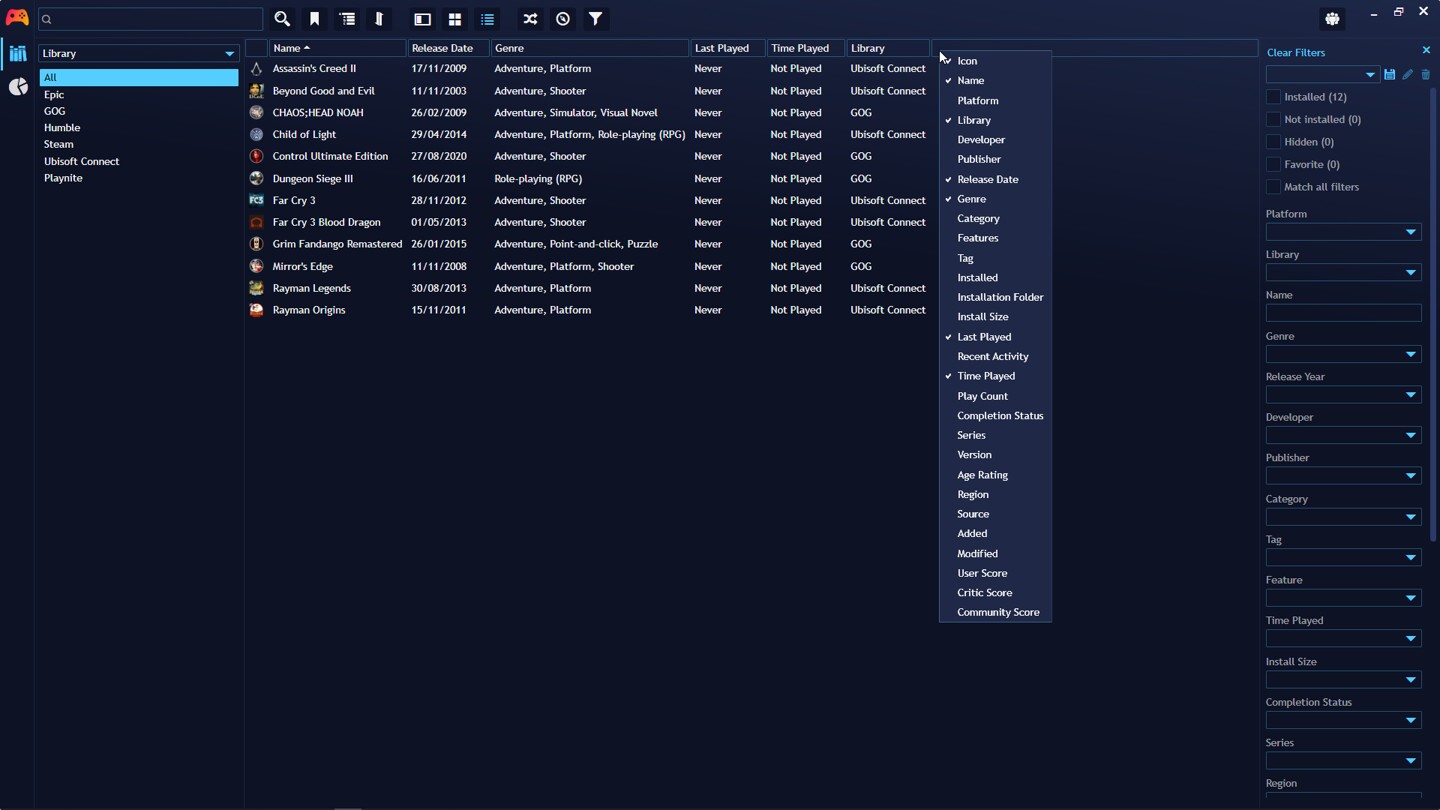 Library
All
Epic
GOG
Humble
Steam
Ubisoft Connect
Playnite
Name Release Date Genre Last Played Time Played Library
Assassin's Creed II 17/11/2009 Adventure, Platform Never Not Played Ubisoft Connect
Beyond Good and Evil 11/11/2003 Adventure, Shooter Never Not Played Ubisoft Connect
CHAOS;HEAD NOAH 26/02/2009 Adventure, Simulator, Visual Novel Never Not Played GOG
Child of Light 29/04/2014 Adventure, Platform, Role-playing (RPG) Never Not Played Ubisoft Connect
Control Ultimate Edition 27/08/2020 Adventure, Shooter Never Not Played GOG
Dungeon Siege III 16/06/2011 Role-playing (RPG) Never Not Played GOG
FC3 Far Cry 3 28/11/2012 Adventure, Shooter Never Not Played Ubisoft Connect
Far Cry 3 Blood Dragon 01/05/2013 Adventure, Shooter Never Not Played Ubisoft Connect
Grim Fandango Remastered 26/01/2015 Adventure, Point-and-click, Puzzle Never Not Played GOG
Mirror's Edge 11/11/2008 Adventure, Platform, Shooter Never Not Played GOG
Rayman Legends 30/08/2013 Adventure, Platform Never Not Played Ubisoft Connect
Rayman Origins 15/11/2011 Adventure, Platform Never Not Played Ubisoft Connect
Icon
Name
Platform
Library
Developer
Publisher
Release Date
Genre
Category
Features
Tag
Installed
Installation Folder
Install Size
Last Played
Recent Activity
Time Played
Play Count
Completion Status
Series
Version
Age Rating
Region
Source
Added
Modified
User Score
Critic Score
Community Score
Clear Filters
Installed (12)
Not installed (0)
Hidden (0)
Favorite (0)
Match all filters
Platform
Library
Name
Genre
Release Year
Developer
Publisher
Category
Tag
Feature
Time Played
Install Size
Completion Status
Series
Region